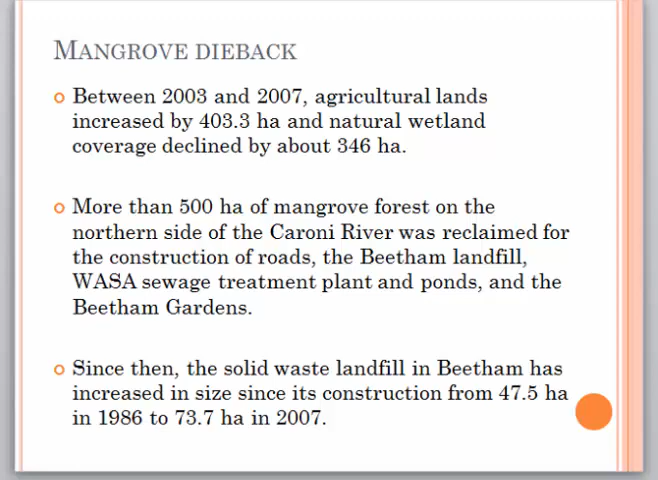 MANGROVE DIEBACK
Between 2003 and 2007, agricultural lands
increased by 403.3 ha and natural wetland
coverage declined by about 346 ha.
More than 500 ha of mangrove forest on the
northern side of the Caroni River was reclaimed for
the construction of roads, the Beetham landfill,
WASA sewage treatment plant and ponds, and the
Beetham Gardens.
Since then, the solid waste landfill in Beetham has
increased in size since its construction from 47.5 ha
in 1986 to 73.7 ha in 2007.